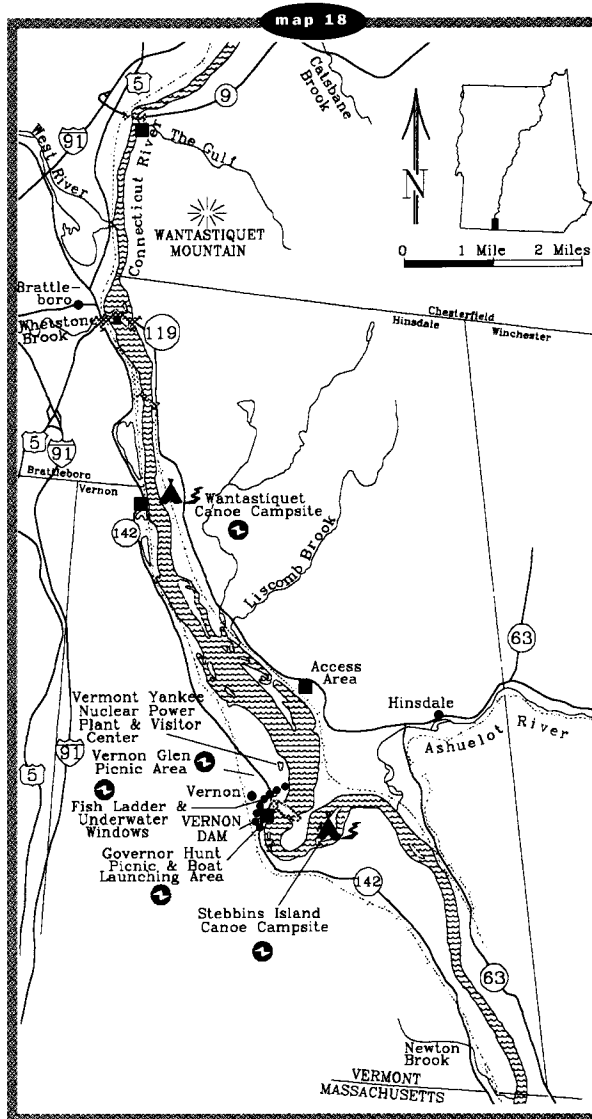 map 18
5
9
Catsbane
Brook
91
West River
The Gulf
Connecticut River
N
WANTASTIQUET
MOUNTAIN
0 1 Mile 2 Miles
Brattle-
boro
Whetstone
Brook
119
Chesterfield
Hinsdale
Winchester
5
91
Brattleboro
Vernon
142
Wantastiquet
Canoe Campsite
Liscomb Brook
63
Access
Area
Hinsdale
Ashuelot River
Vermont Yankee
Nuclear Power
Plant & Visitor
Center
91
5
Vernon Glen
Picnic Area
Vernon
Fish Ladder &
Underwater
Windows
VERNON
DAM
Governor Hunt
Picnic & Boat
Launching Area
142
Stebbins Island
Canoe Campsite
63
Newton
Brook
VERMONT
MASSACHUSETTS